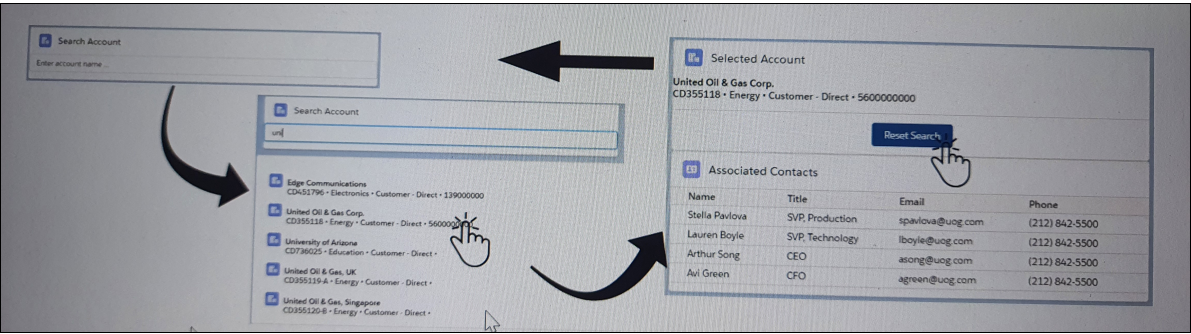 Search Account
Enter account name ..
Search Account
uni
Edge Communications
CD451796 • Electronics • Customer - Direct • 139000000
United Oil & Gas Corp.
CD355118 • Energy • Customer - Direct • 5600000000
University of Arizona
CD736025 • Education • Customer - Direct •
United Oil & Gas, UK
CD355119-A • Energy • Customer - Direct •
United Oil & Gas, Singapore
CD355120-B • Energy • Customer - Direct •
Selected Account
United Oil & Gas Corp.
CD355118 • Energy • Customer - Direct • 5600000000
Reset Search
Associated Contacts
Name Title Email Phone
Stella Pavlova SVP, Production spavlova@uog.com (212) 842-5500
Lauren Boyle SVP, Technology lboyle@uog.com (212) 842-5500
Arthur Song CEO asong@uog.com (212) 842-5500
Avi Green CFO agreen@uog.com (212) 842-5500